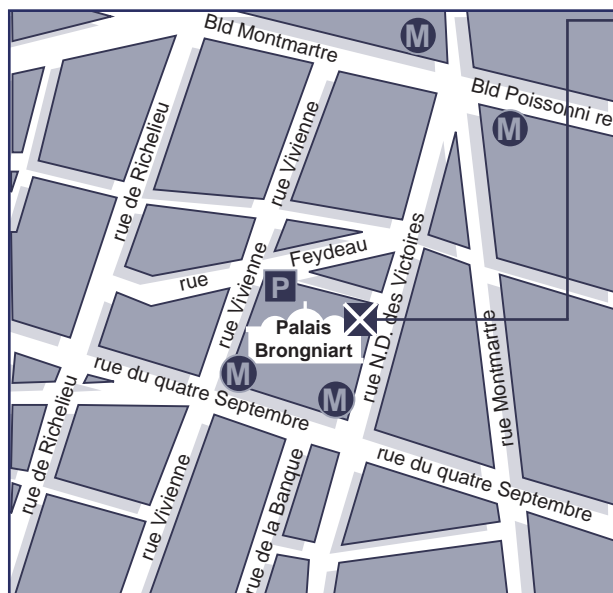 Bld Montmartre
M
Bld Poissonni re
M
rue de Richelieu
rue Vivienne
rue Feydeau
rue N.D. des Victoires
rue Vivienne
P
Palais
Brongniart
M
M
rue Montmartre
rue du quatre Septembre
rue du quatre Septembre
rue de Richelieu
rue Vivienne
rue de la Banque